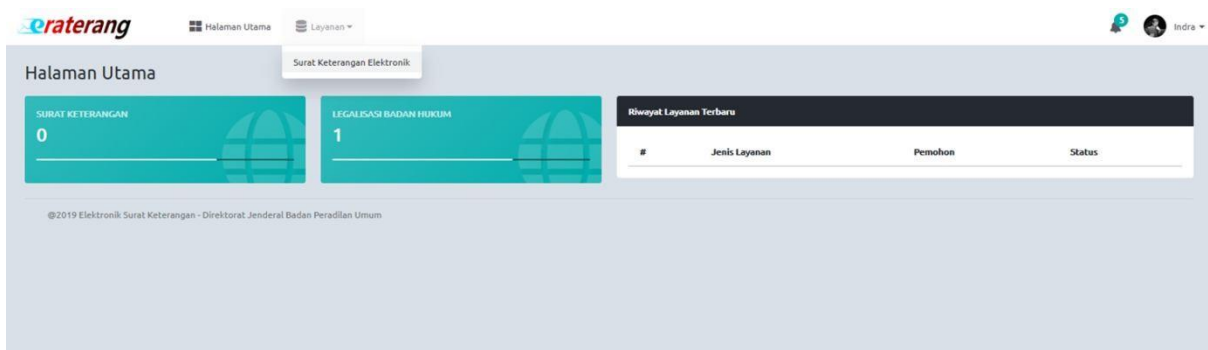 eraterang
Halaman Utama
Layanan
5
Indra
Surat Keterangan Elektronik
Halaman Utama
SURAT KETERANGAN
0
LEGALISASI BADAN HUKUM
1
Riwayat Layanan Terbaru
# Jenis Layanan Pemohon Status
@2019 Elektronik Surat Keterangan - Direktorat Jenderal Badan Peradilan Umum